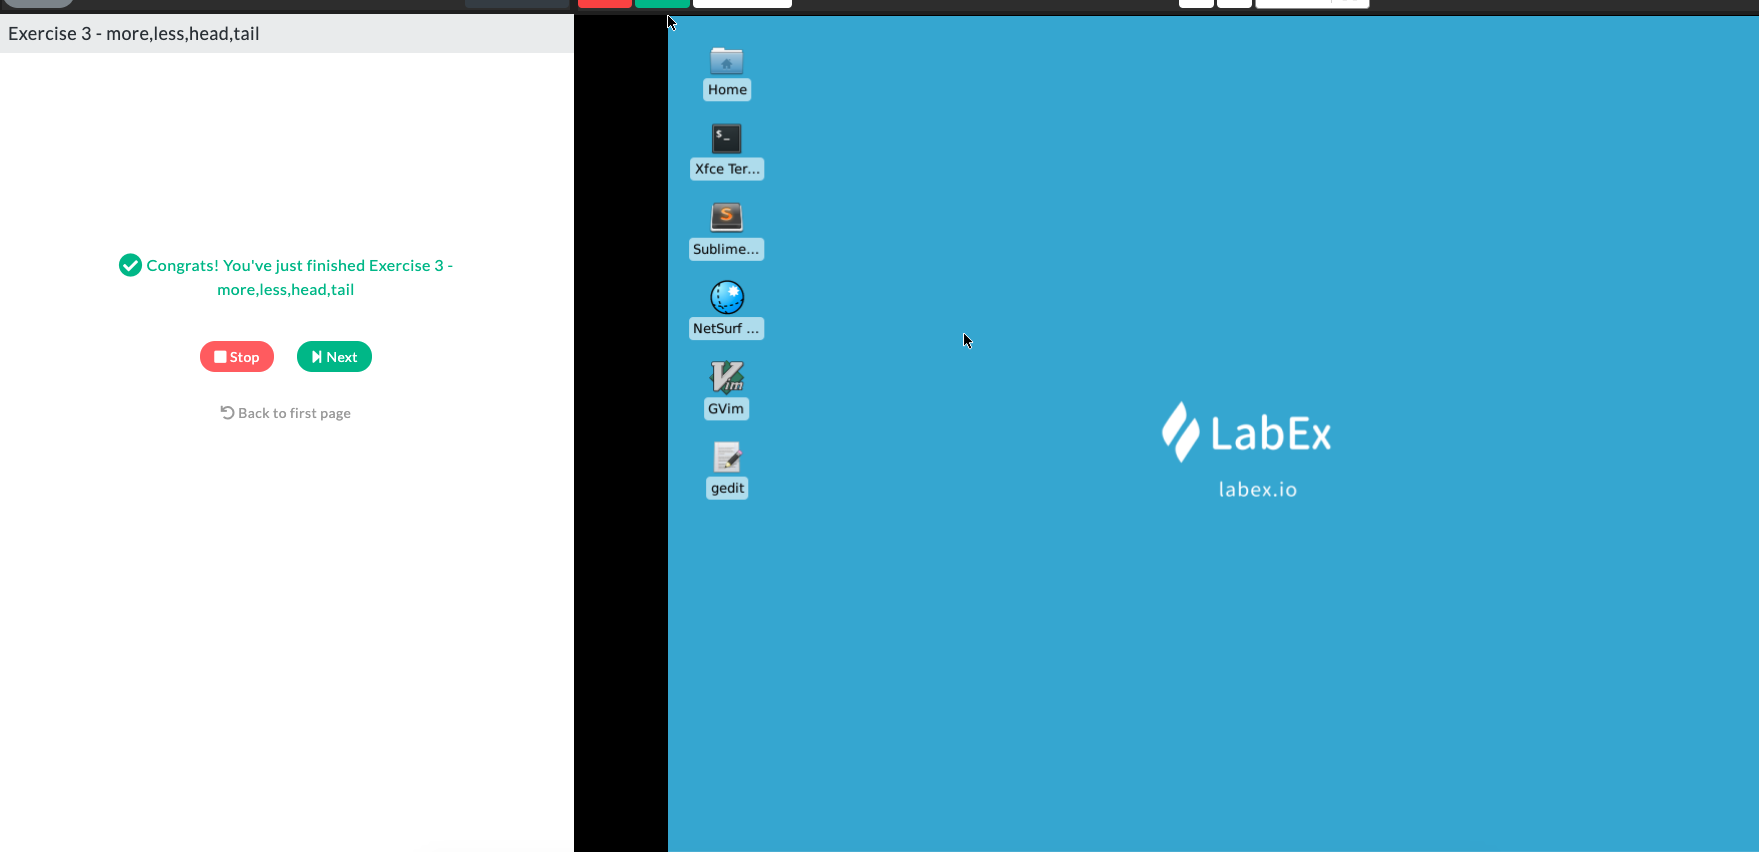 Exercise 3 - more,less,head,tail
Congrats! You've just finished Exercise 3 -
more,less,head,tail
Stop
Next
Back to first page
Home
$_
Xfce Ter...
S
Sublime...
NetSurf ...
Vim
GVim
gedit
LabEx
labex.io